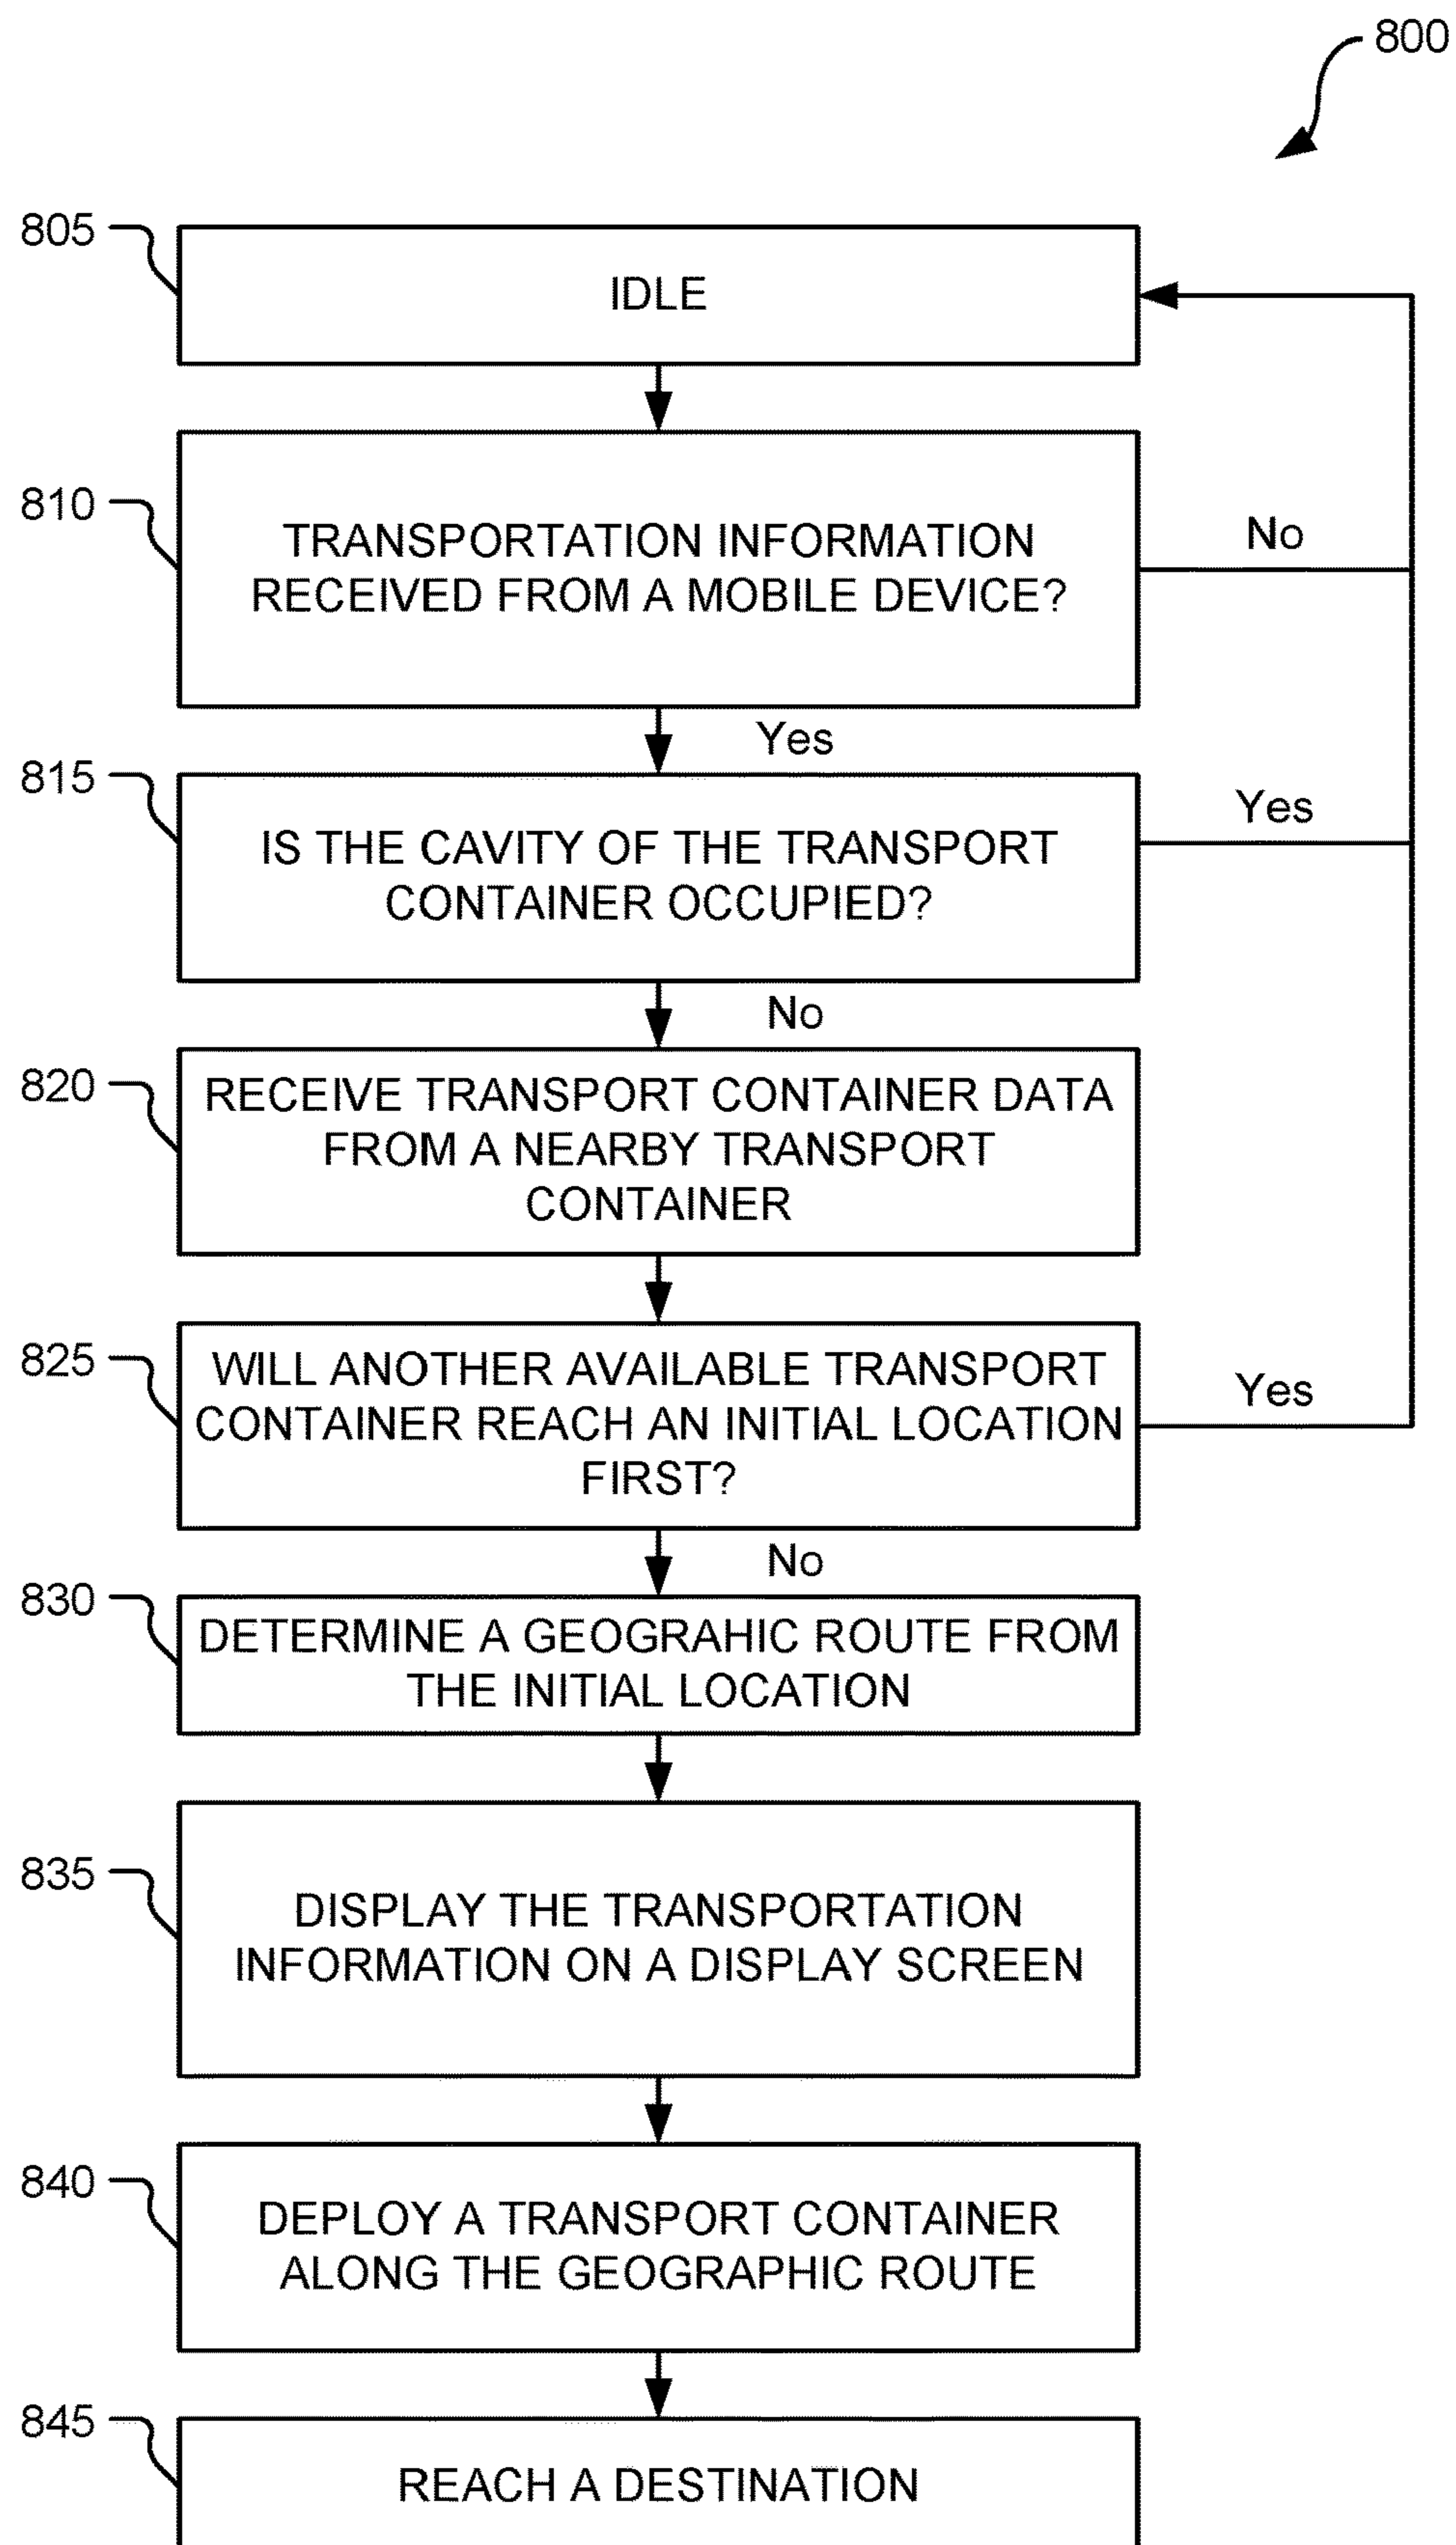 800
805
IDLE
810
TRANSPORTATION INFORMATION
RECEIVED FROM A MOBILE DEVICE?
No
Yes
815
IS THE CAVITY OF THE TRANSPORT
CONTAINER OCCUPIED?
Yes
No
820
RECEIVE TRANSPORT CONTAINER DATA
FROM A NEARBY TRANSPORT
CONTAINER
825
WILL ANOTHER AVAILABLE TRANSPORT
CONTAINER REACH AN INITIAL LOCATION
FIRST?
Yes
No
830
DETERMINE A GEOGRAHIC ROUTE FROM
THE INITIAL LOCATION
835
DISPLAY THE TRANSPORTATION
INFORMATION ON A DISPLAY SCREEN
840
DEPLOY A TRANSPORT CONTAINER
ALONG THE GEOGRAPHIC ROUTE
845
REACH A DESTINATION